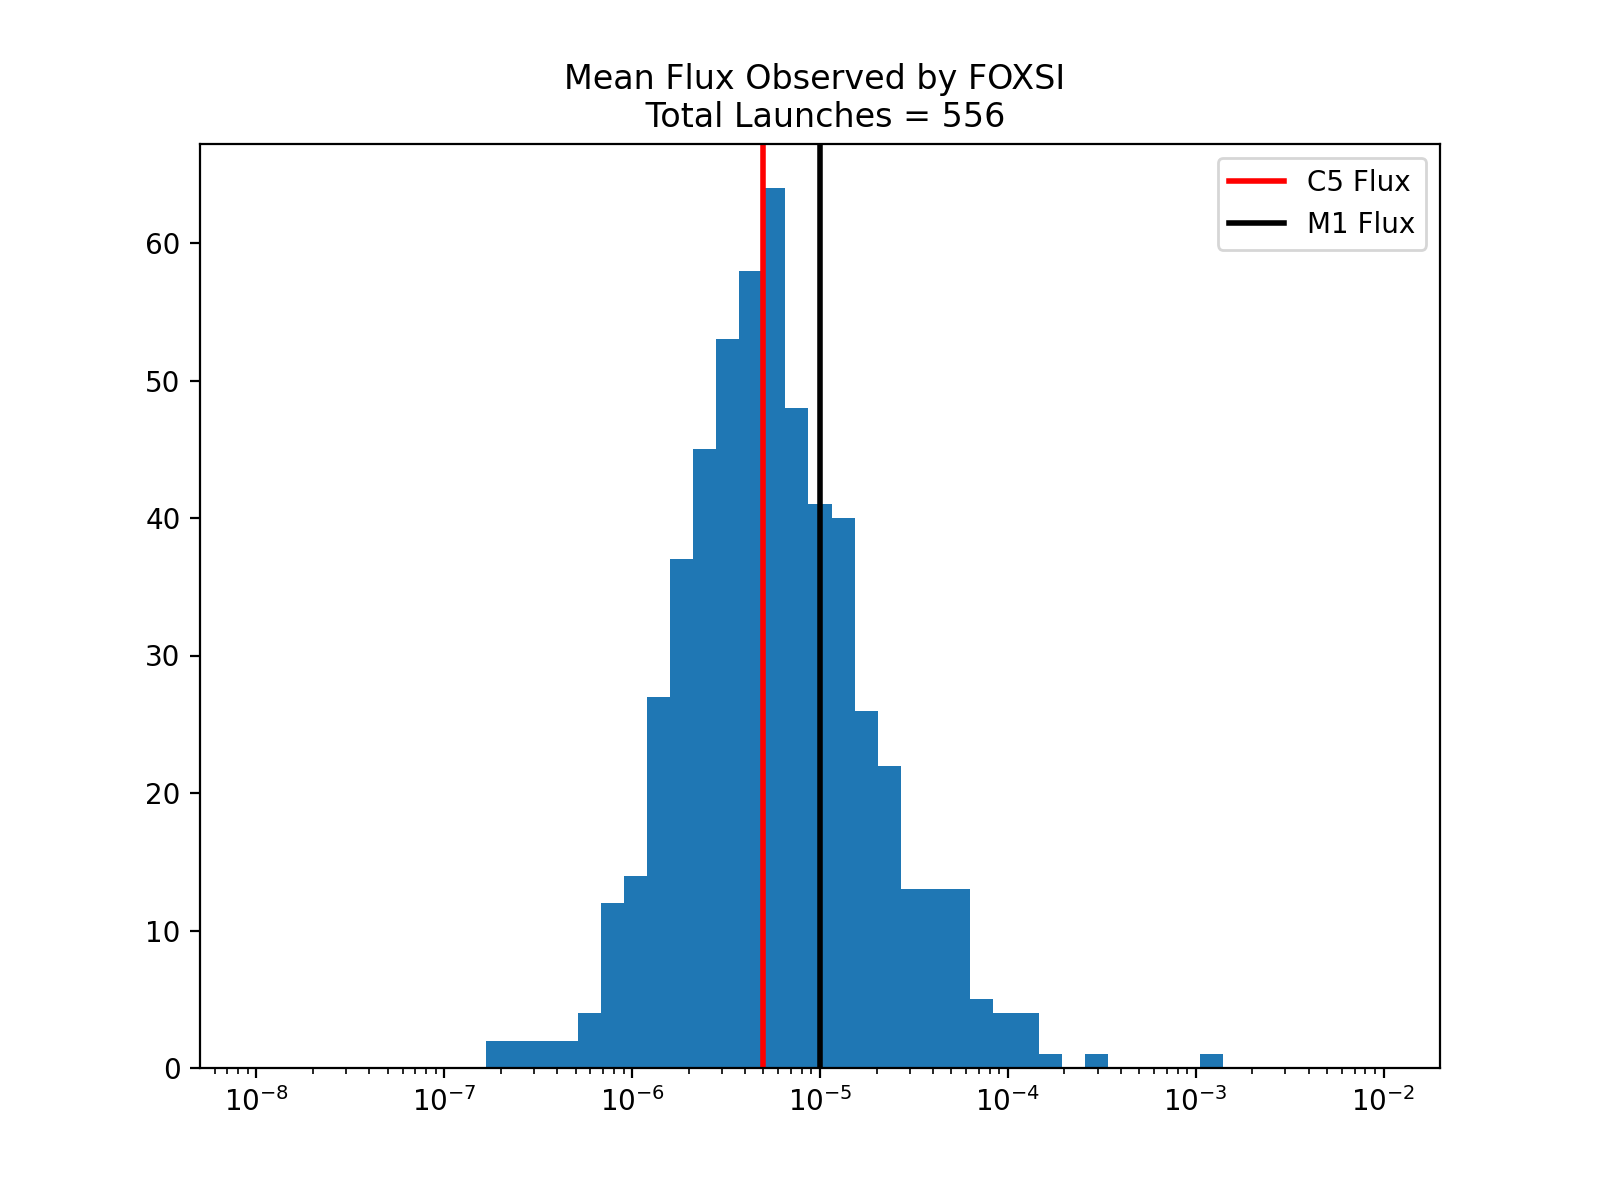 Mean Flux Observed by FOXSI
Total Launches = 556
C5 Flux
M1 Flux
60
50
40
30
20
10
0
10⁻⁸ 10⁻⁷ 10⁻⁶ 10⁻⁵ 10⁻⁴ 10⁻³ 10⁻²